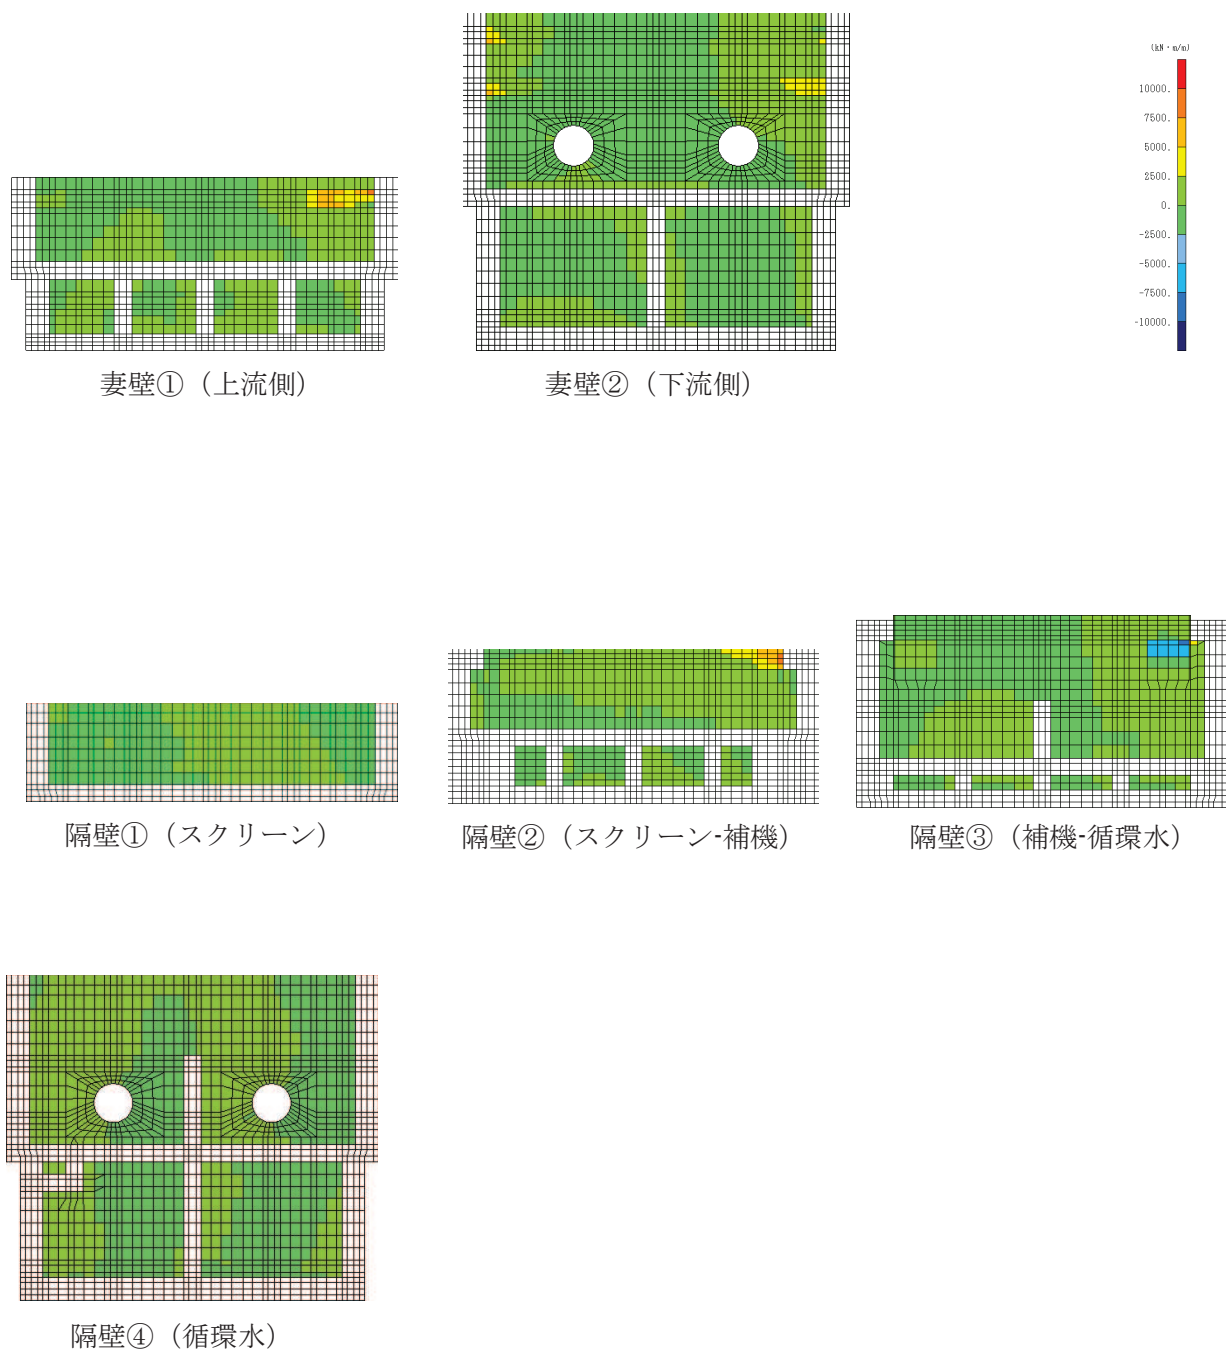 (kN・m/m)
10000.
7500.
5000.
2500.
0.
-2500.
-5000.
-7500.
-10000.
妻壁①（上流側）
妻壁②（下流側）
隔壁①（スクリーン）
隔壁②（スクリーン-補機）
隔壁③（補機-循環水）
隔壁④（循環水）